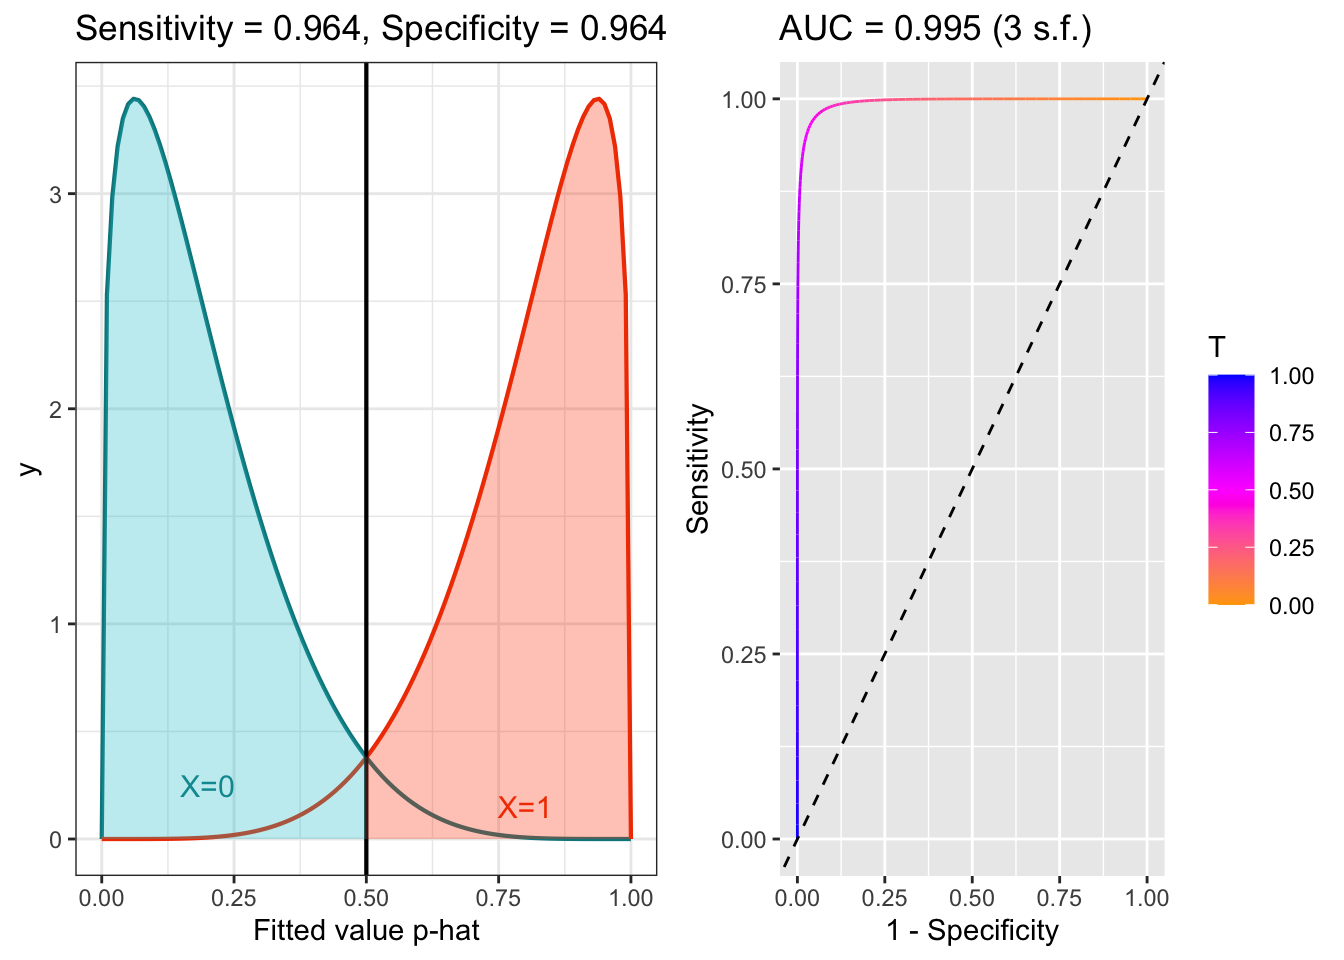 Sensitivity = 0.964, Specificity = 0.964
y
3
2
1
0
X=0
X=1
0.00 0.25 0.50 0.75 1.00
Fitted value p-hat
AUC = 0.995 (3 s.f.)
Sensitivity
1.00
0.75
0.50
0.25
0.00
0.00 0.25 0.50 0.75 1.00
1 - Specificity
T
1.00
0.75
0.50
0.25
0.00